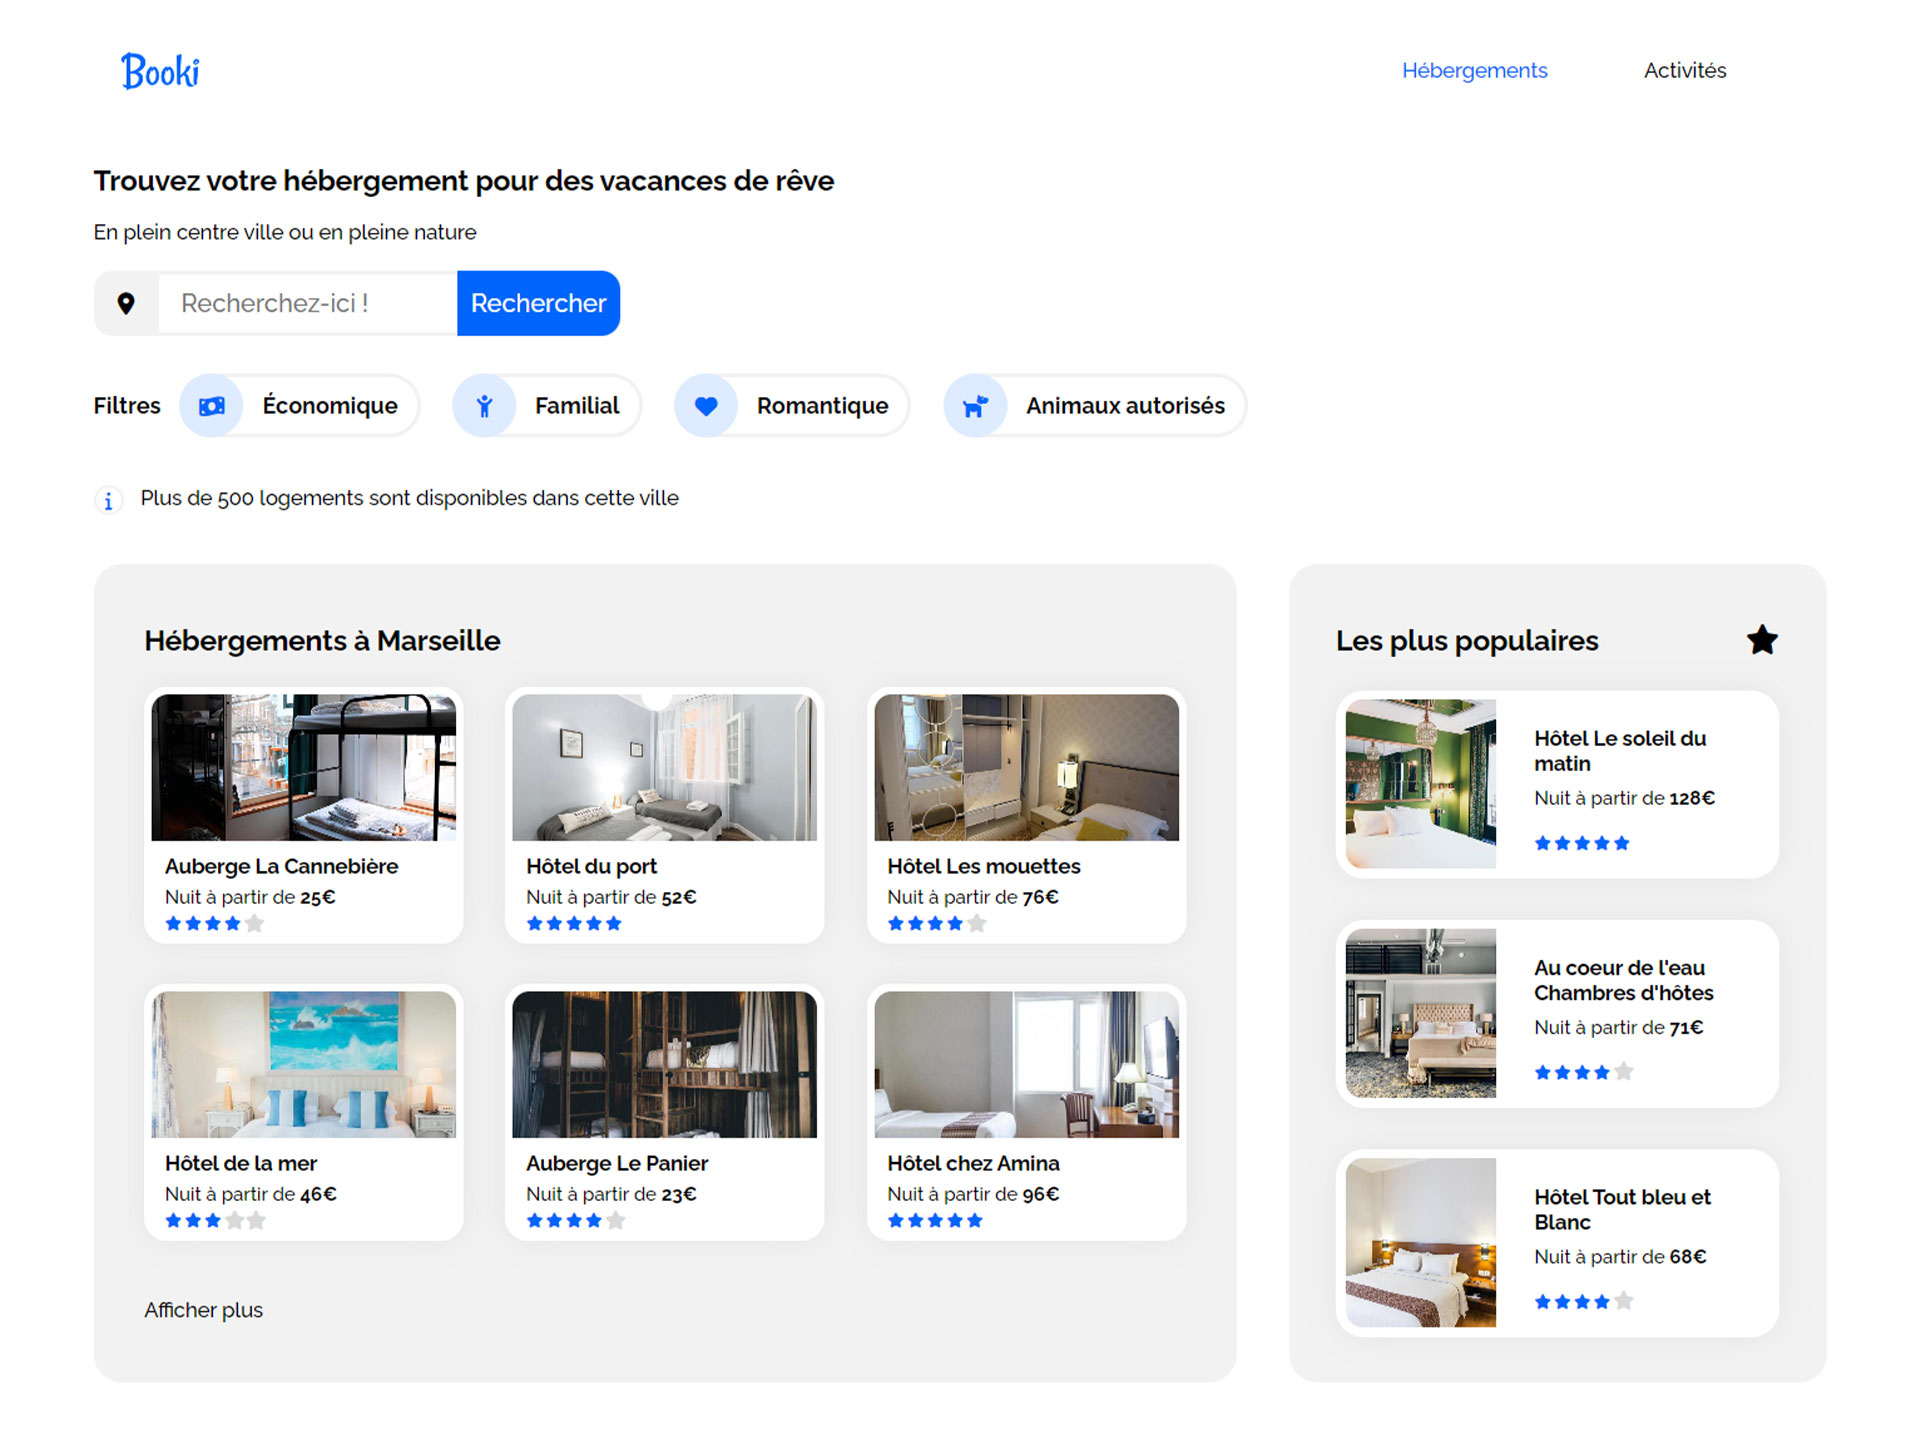 Booki
Hébergements
Activités
Trouvez votre hébergement pour des vacances de rêve
En plein centre ville ou en pleine nature
Recherchez-ici !
Rechercher
Filtres
Économique
Familial
Romantique
Animaux autorisés
Plus de 500 logements sont disponibles dans cette ville
Hébergements à Marseille
Auberge La Cannebière
Nuit à partir de 25€
Hôtel du port
Nuit à partir de 52€
Hôtel Les mouettes
Nuit à partir de 76€
Hôtel de la mer
Nuit à partir de 46€
Auberge Le Panier
Nuit à partir de 23€
Hôtel chez Amina
Nuit à partir de 96€
Afficher plus
Les plus populaires
Hôtel Le soleil du
matin
Nuit à partir de 128€
Au coeur de l'eau
Chambres d'hôtes
Nuit à partir de 71€
Hôtel Tout bleu et
Blanc
Nuit à partir de 68€